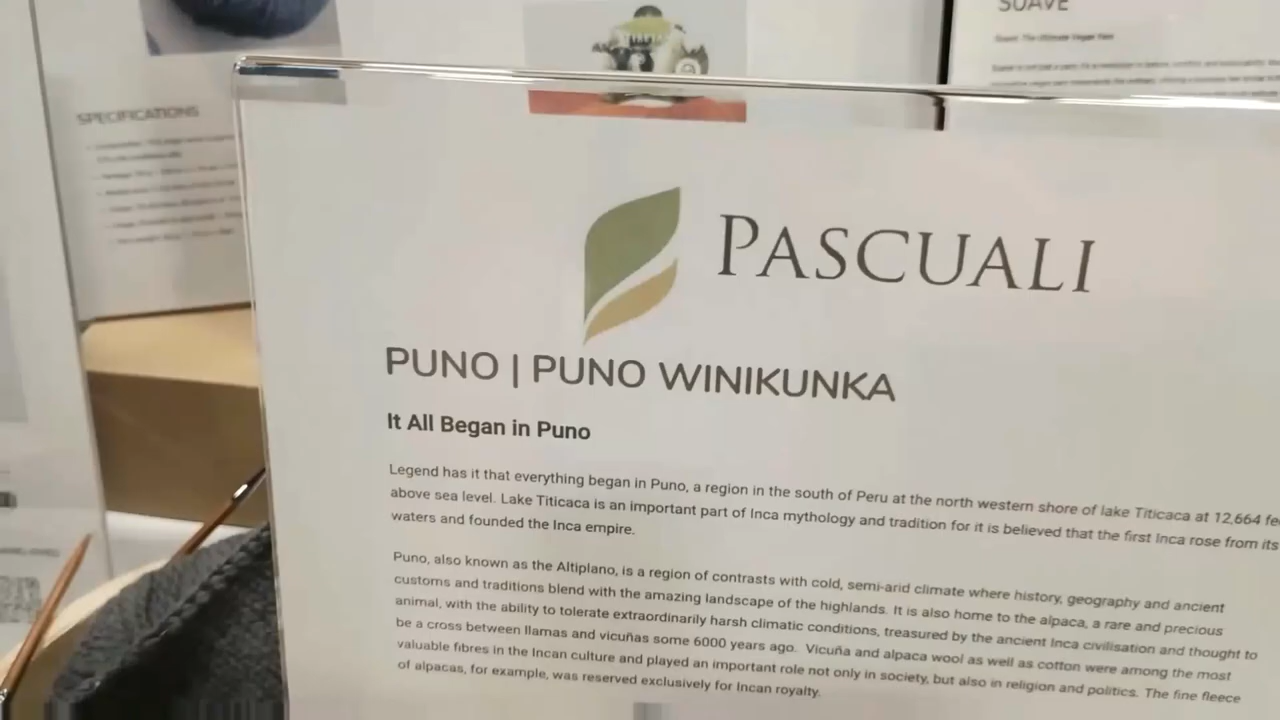 SUAVE
SPECIFICATIONS
PASCUALI
PUNO | PUNO WINIKUNKA
It All Began in Puno
Legend has it that everything began in Puno, a region in the south of Peru at the north western shore of lake Titicaca at 12,664
above sea level. Lake Titicaca is an important part of Inca mythology and tradition for it is believed that the first Inca rose from its
waters and founded the Inca empire.
Puno, also known as the Altiplano, is a region of contrasts with cold, semi-arid climate where history, geography and ancient
customs and traditions blend with the amazing landscape of the highlands. It is also home to the alpaca, a rare and precious
animal, with the ability to tolerate extraordinarily harsh climatic conditions, treasured by the ancient Inca civilisation and thought to
be a cross between llamas and vicuñas some 6000 years ago. Vicuña and alpaca wool as well as cotton were among the most
valuable fibres in the Incan culture and played an important role not only in society, but also in religion and politics. The fine fleece
of alpacas, for example, was reserved exclusively for Incan royalty.